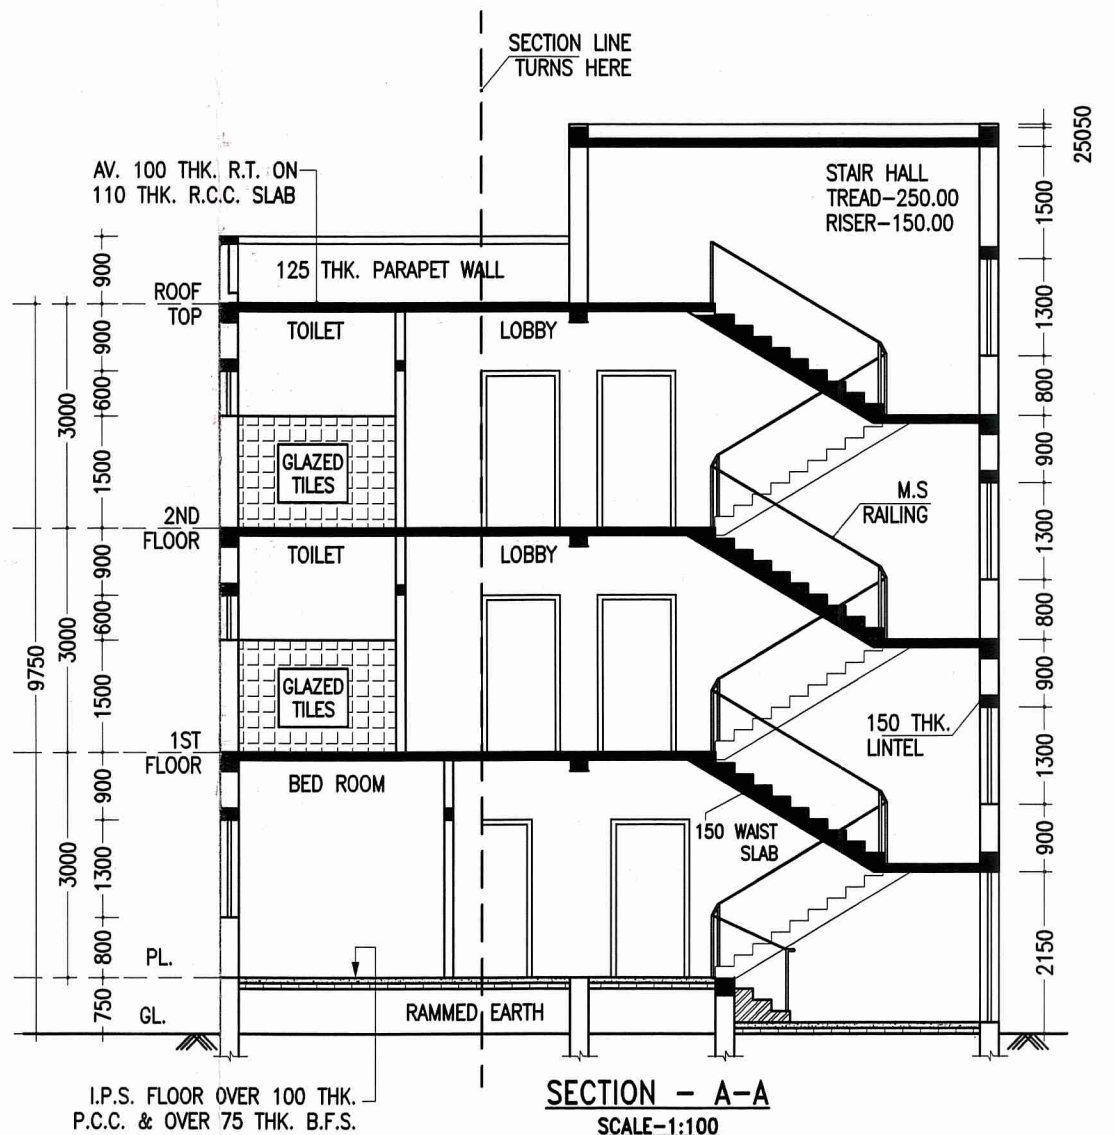 SECTION LINE
TURNS HERE
25050
AV. 100 THK. R.T. ON
110 THK. R.C.C. SLAB
STAIR HALL
TREAD-250.00
RISER-150.00
1500
900
125 THK. PARAPET WALL
ROOF
TOP
1300
900
TOILET
LOBBY
600
3000
800
1500
GLAZED
TILES
900
M.S
RAILING
2ND
FLOOR
1300
900
TOILET
LOBBY
600
800
9750
3000
1500
GLAZED
TILES
900
150 THK.
LINTEL
1ST
FLOOR
1300
900
BED ROOM
150 WAIST
SLAB
900
3000
1300
800
PL.
2150
750
GL.
RAMMED EARTH
I.P.S. FLOOR OVER 100 THK.
P.C.C. & OVER 75 THK. B.F.S.
SECTION - A-A
SCALE-1:100